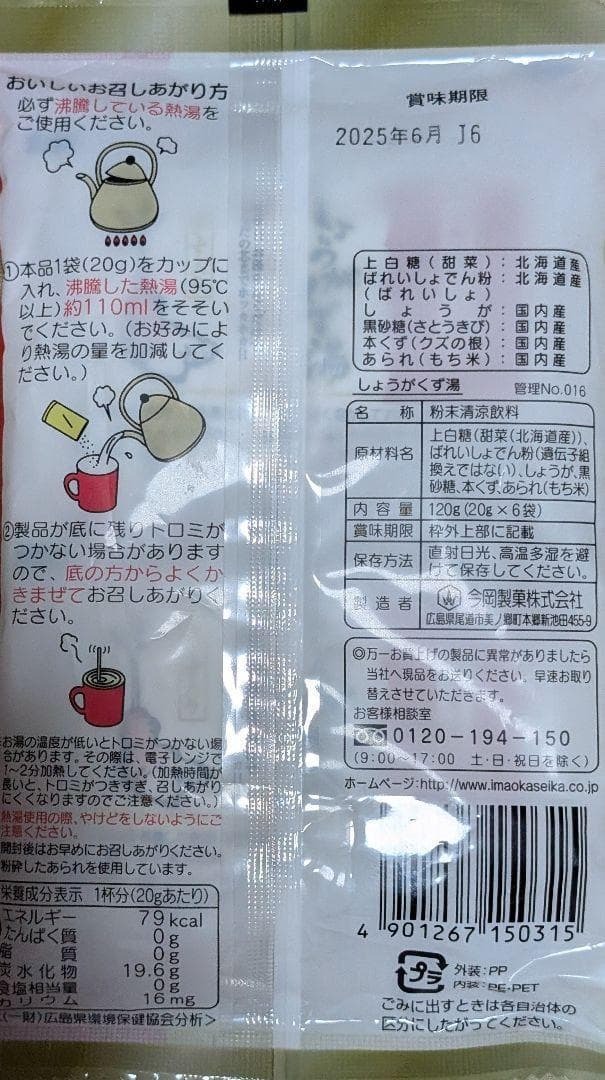 おいしいお召しあがり方
必ず沸騰している熱湯を
ご使用ください。
①本品1袋(20g)をカップに
入れ、沸騰した熱湯(95℃
以上)約110mlをそそい
でください。(お好みによ
り熱湯の量を加減してく
ださい。)
②製品が底に残りトロミが
つかない場合があります
ので、底の方からよくか
きまぜてお召しあがりく
ださい。
お湯の温度が低いとトロミがつかない場
合があります。その際は、電子レンジで
1〜2分加熱してください。(加熱時間が
長いと、トロミがつきすぎ、召しあがり
にくくなりますのでご注意ください。)
熱湯使用の際、やけどをしないようにご
注意ください。
開封後はお早めにお召しあがりください。
粉砕したあられを使用しています。
栄養成分表示 1杯分(20gあたり)
エネルギー 79kcal
たんぱく質 0g
脂質 0g
炭水化物 19.6g
食塩相当量 0g
カリウム 16mg
(一財)広島県環境保健協会分析>
賞味期限
2025年6月 J6
上白糖(甜菜):北海道産
ばれいしょでん粉:北海道産
(ばれいしょ)
しょうが:国内産
黒砂糖(さとうきび):国内産
本くず(クズの根):国内産
あられ(もち米):国内産
しょうがくず湯 管理No.016
名称 粉末清涼飲料
原材料名 上白糖(甜菜(北海道産))、
ばれいしょでん粉(遺伝子組
換えではない)、しょうが、黒
砂糖、本くず、あられ(もち米)
内容量 120g(20g×6袋)
賞味期限 枠外上部に記載
保存方法 直射日光、高温多湿を避
けて保存してください。
製造者 今岡製菓株式会社
広島県尾道市美ノ郷町本郷新池田455-9
◎万一お買上げの製品に異常がありましたら
当社へ現品をお送りください。早速お取り
替えさせていただきます。
お客様相談室
0120-194-150
(9:00〜17:00 土・日・祝日を除く)
ホームページ:http://www.imaokaseika.co.jp
4 901267 150315
プラ
外装:PP
内装:PE-PET
ごみに出すときは各自治体の
区分にしたがってください。